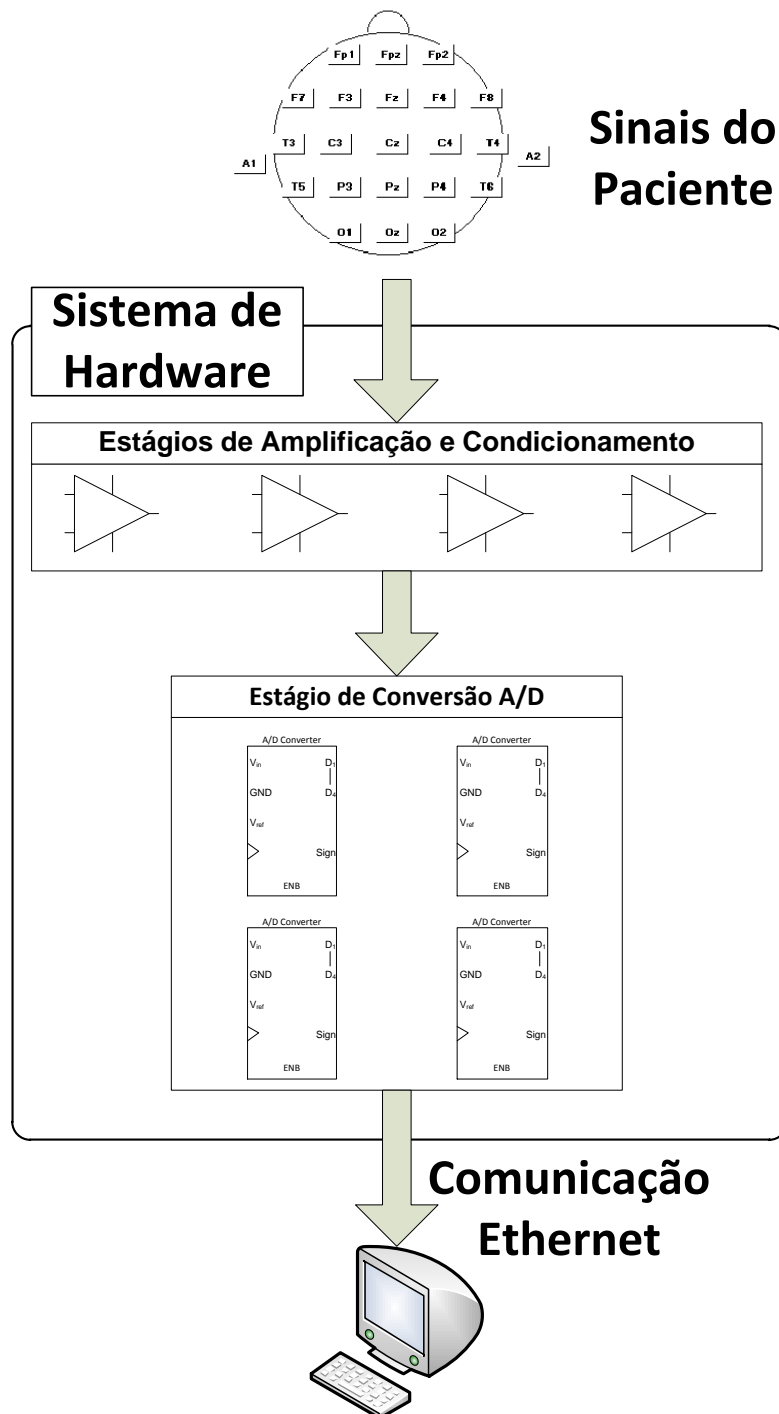 Fp1 Fpz Fp2
F7 F3 Fz F4 F8
Sinais do
Paciente
T3 C3 Cz C4 T4
A1 A2
T5 P3 Pz P4 T6
O1 Oz O2
Sistema de
Hardware
Estágios de Amplificação e Condicionamento
Estágio de Conversão A/D
A/D Converter A/D Converter
Vin D1 Vin D1
GND D4 GND D4
Vref Vref
Sign Sign
ENB ENB
A/D Converter A/D Converter
Vin D1 Vin D1
GND D4 GND D4
Vref Vref
Sign Sign
ENB ENB
Comunicação
Ethernet